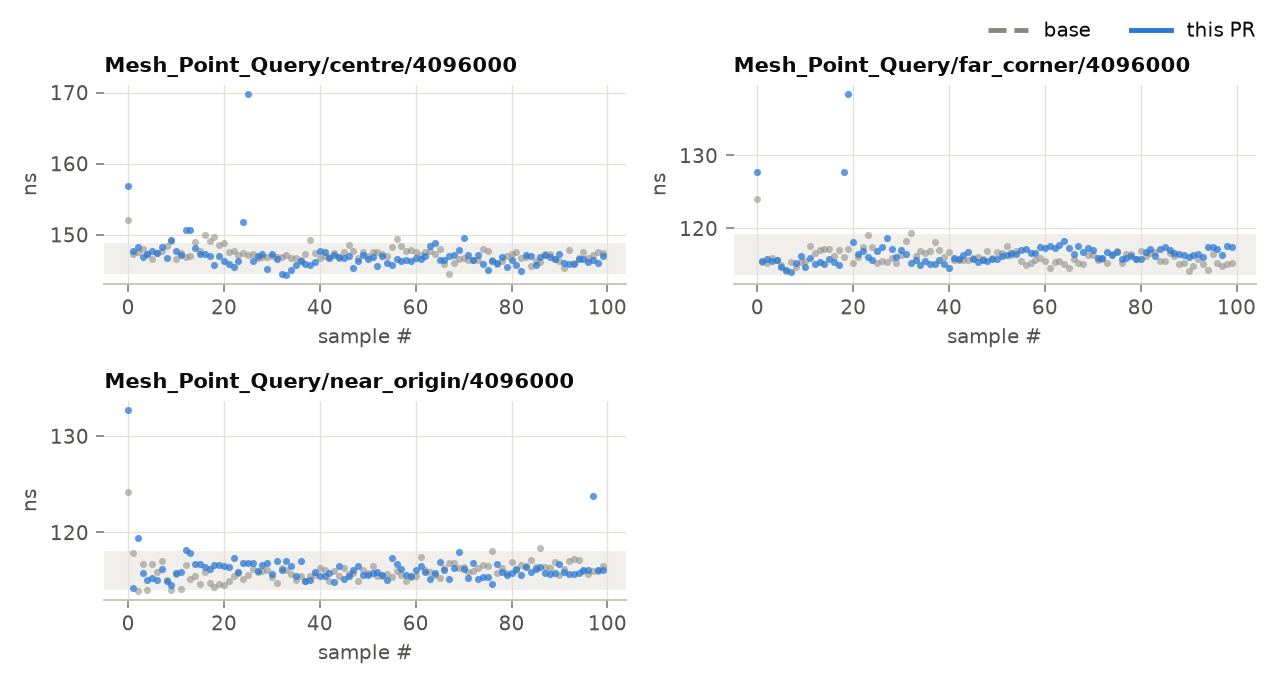 base this PR
Mesh_Point_Query/centre/4096000
170
160
150
ns
0 20 40 60 80 100
sample #
Mesh_Point_Query/far_corner/4096000
130
120
ns
0 20 40 60 80 100
sample #
Mesh_Point_Query/near_origin/4096000
130
120
ns
0 20 40 60 80 100
sample #